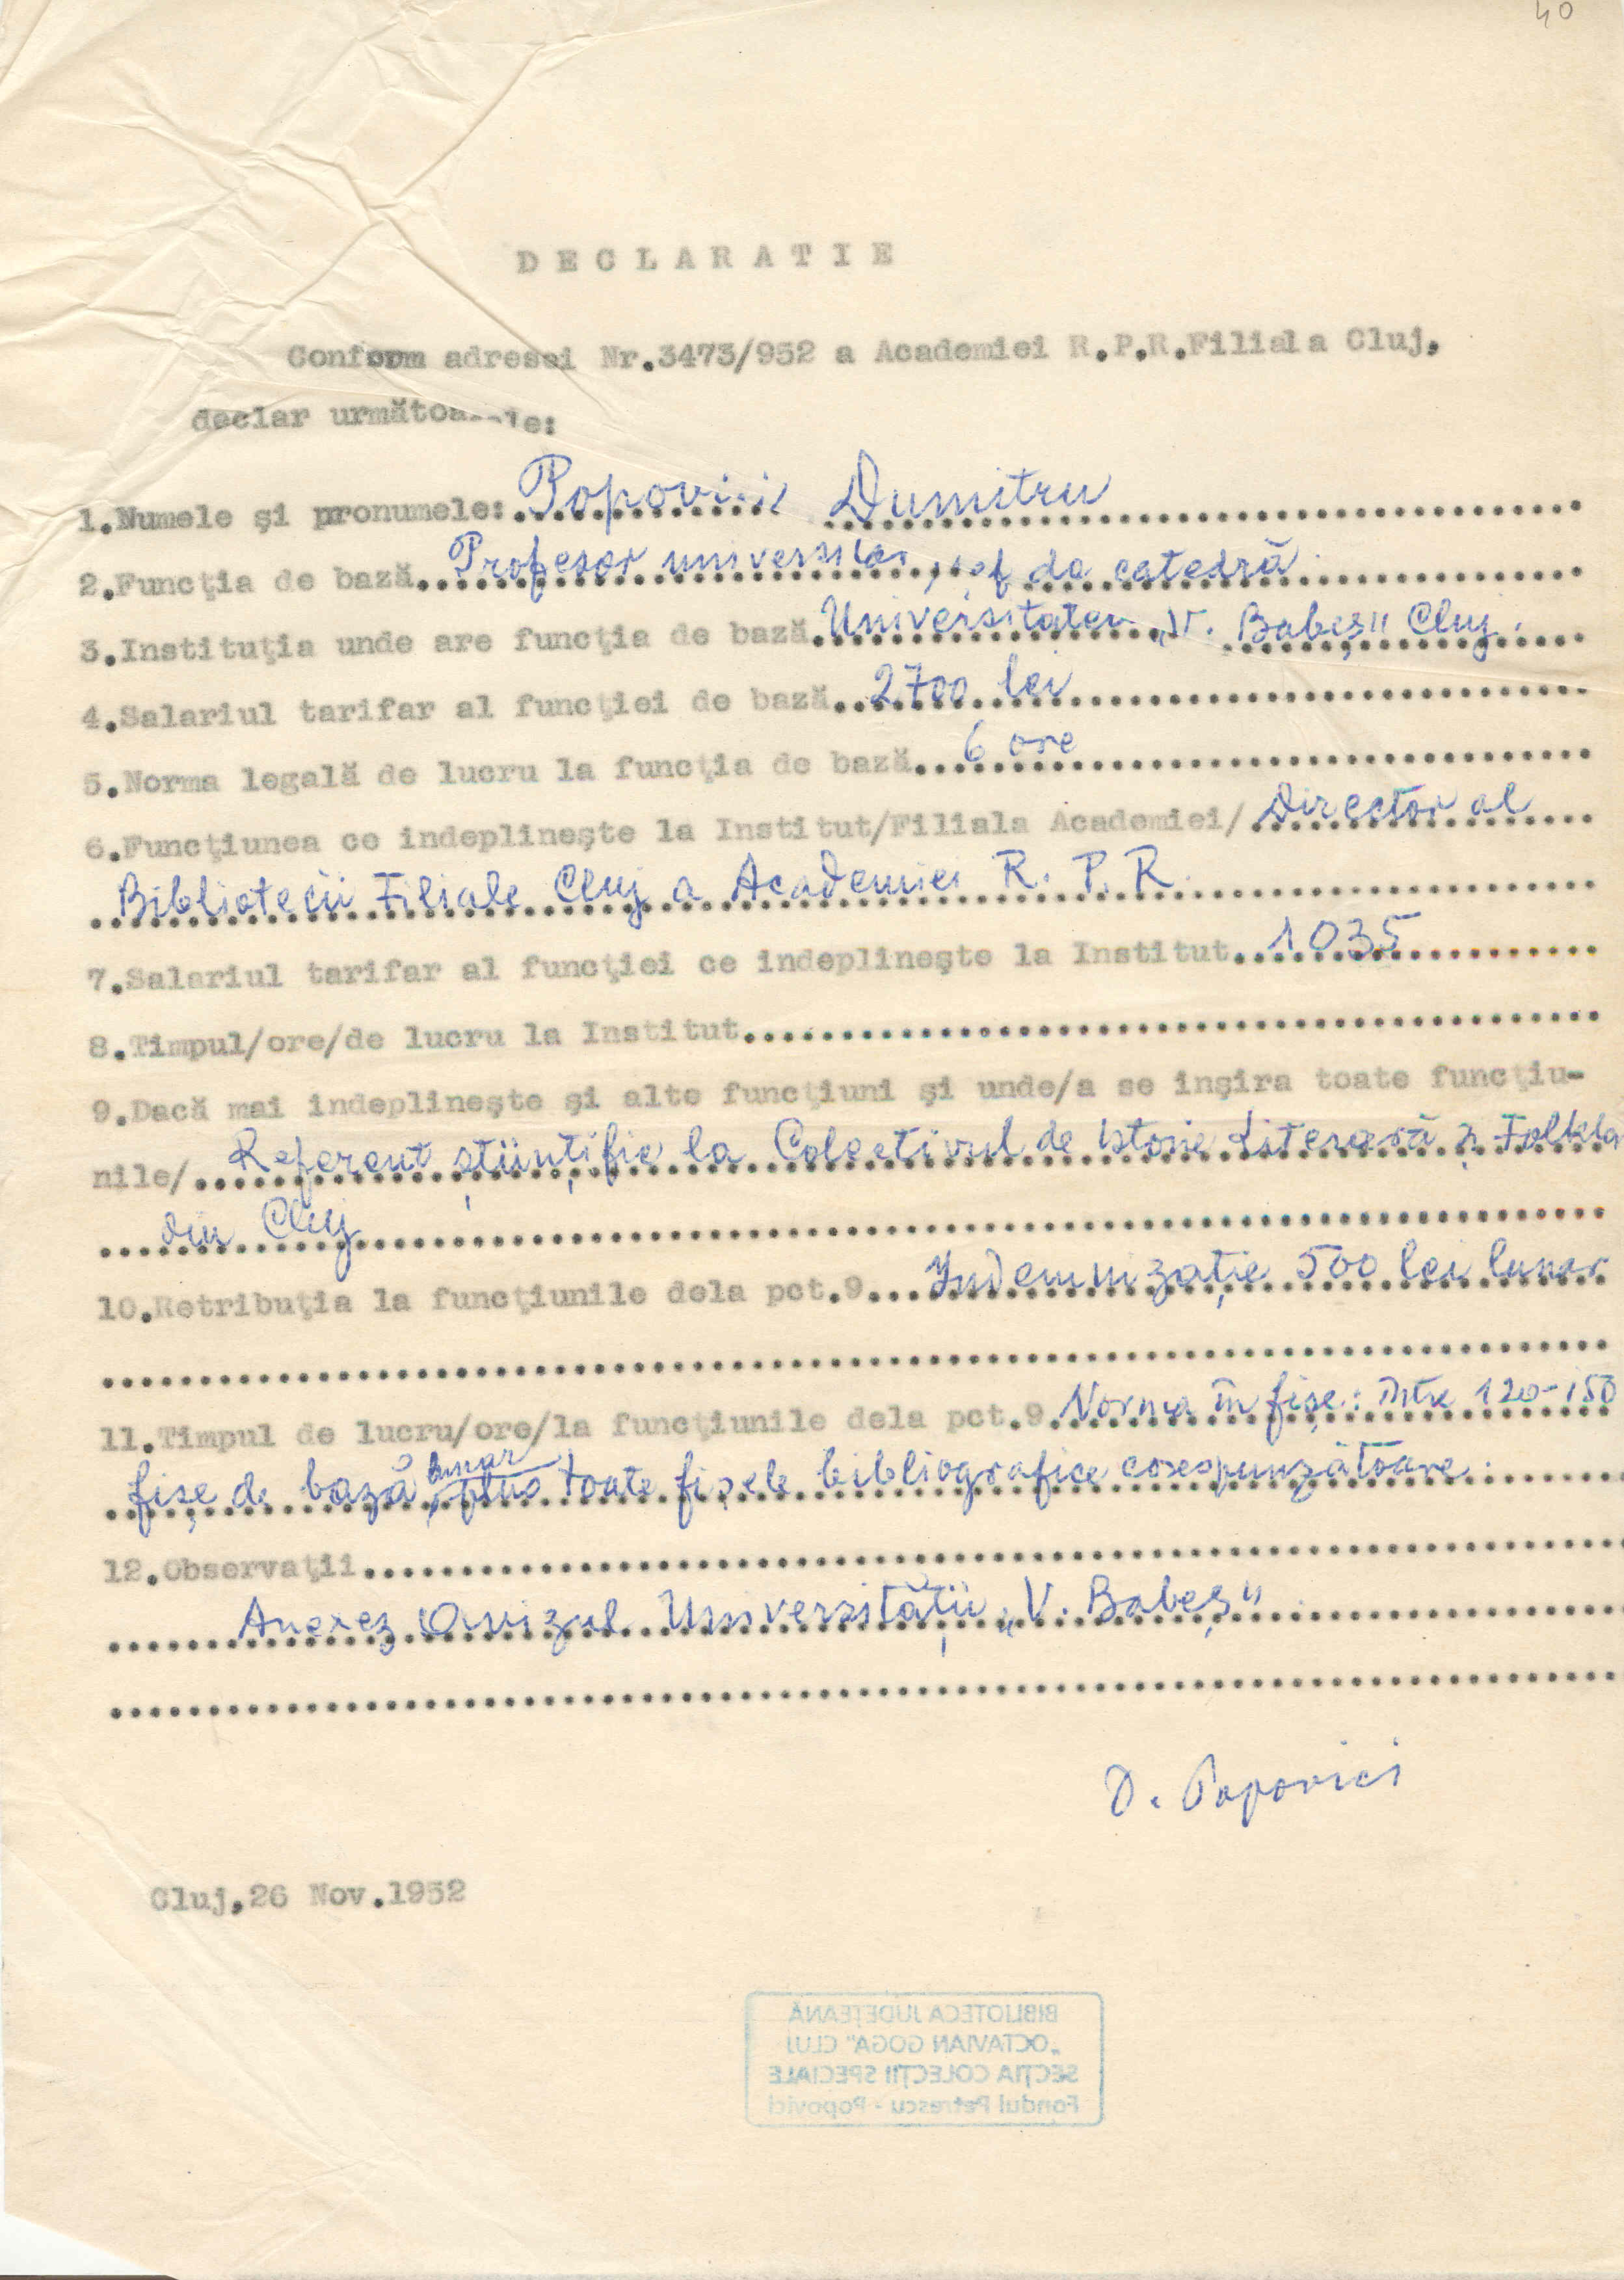 40
DECLARATIE
Conform adresei Nr.3473/952 a Academiei R.P.R.Filiala Cluj,
declar următoarele:
1.Numele şi pronumele: Popovici Dumitru
2.Funcţia de bază Profesor universitar, şef de catedră
3.Instituţia unde are funcţia de bază Universitatea „V. Babeş" Cluj.
4.Salariul tarifar al funcţiei de bază 2700 lei
5.Norma legală de lucru la funcţia de bază 6 ore
6.Funcţiunea ce indeplineşte la Institut/Filiala Academiei/ Director al
Bibliotecii Filiale Cluj a Academiei R. P. R.
7.Salariul tarifar al funcţiei ce indeplineşte la Institut 1035
8.Timpul/ore/de lucru la Institut
9.Dacă mai indeplineşte şi alte funcţiuni şi unde/a se inşira toate funcţiu-
nile/ Referent ştiinţific la Colectivul de Istorie Literară şi Folklor
din Cluj
10.Retribuţia la funcţiunile dela pct.9 Indemnizaţie 500 lei lunar
11.Timpul de lucru/ore/la funcţiunile dela pct.9 Norma în fişe: între 120-150
lunar
fişe de bază, plus toate fişele bibliografice corespunzătoare.
12.Observaţii
Anexez Avizul Universităţii „V. Babeş"
D. Popovici
Cluj,26 Nov.1952
BIBLIOTECA JUDEŢEANĂ
„OCTAVIAN GOGA" CLUJ
SECŢIA COLECŢII SPECIALE
Fondul Petrescu - Popovici